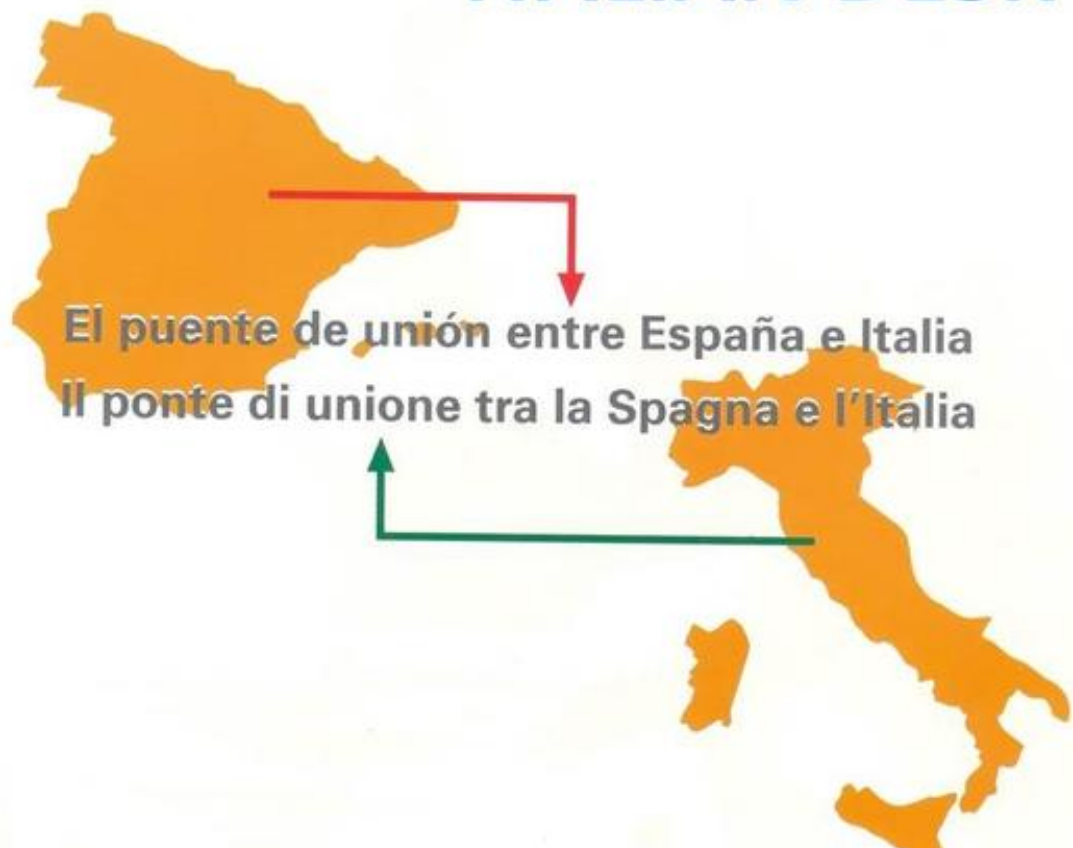 El puente de unión entre España e Italia
Il ponte di unione tra la Spagna e l'Italia